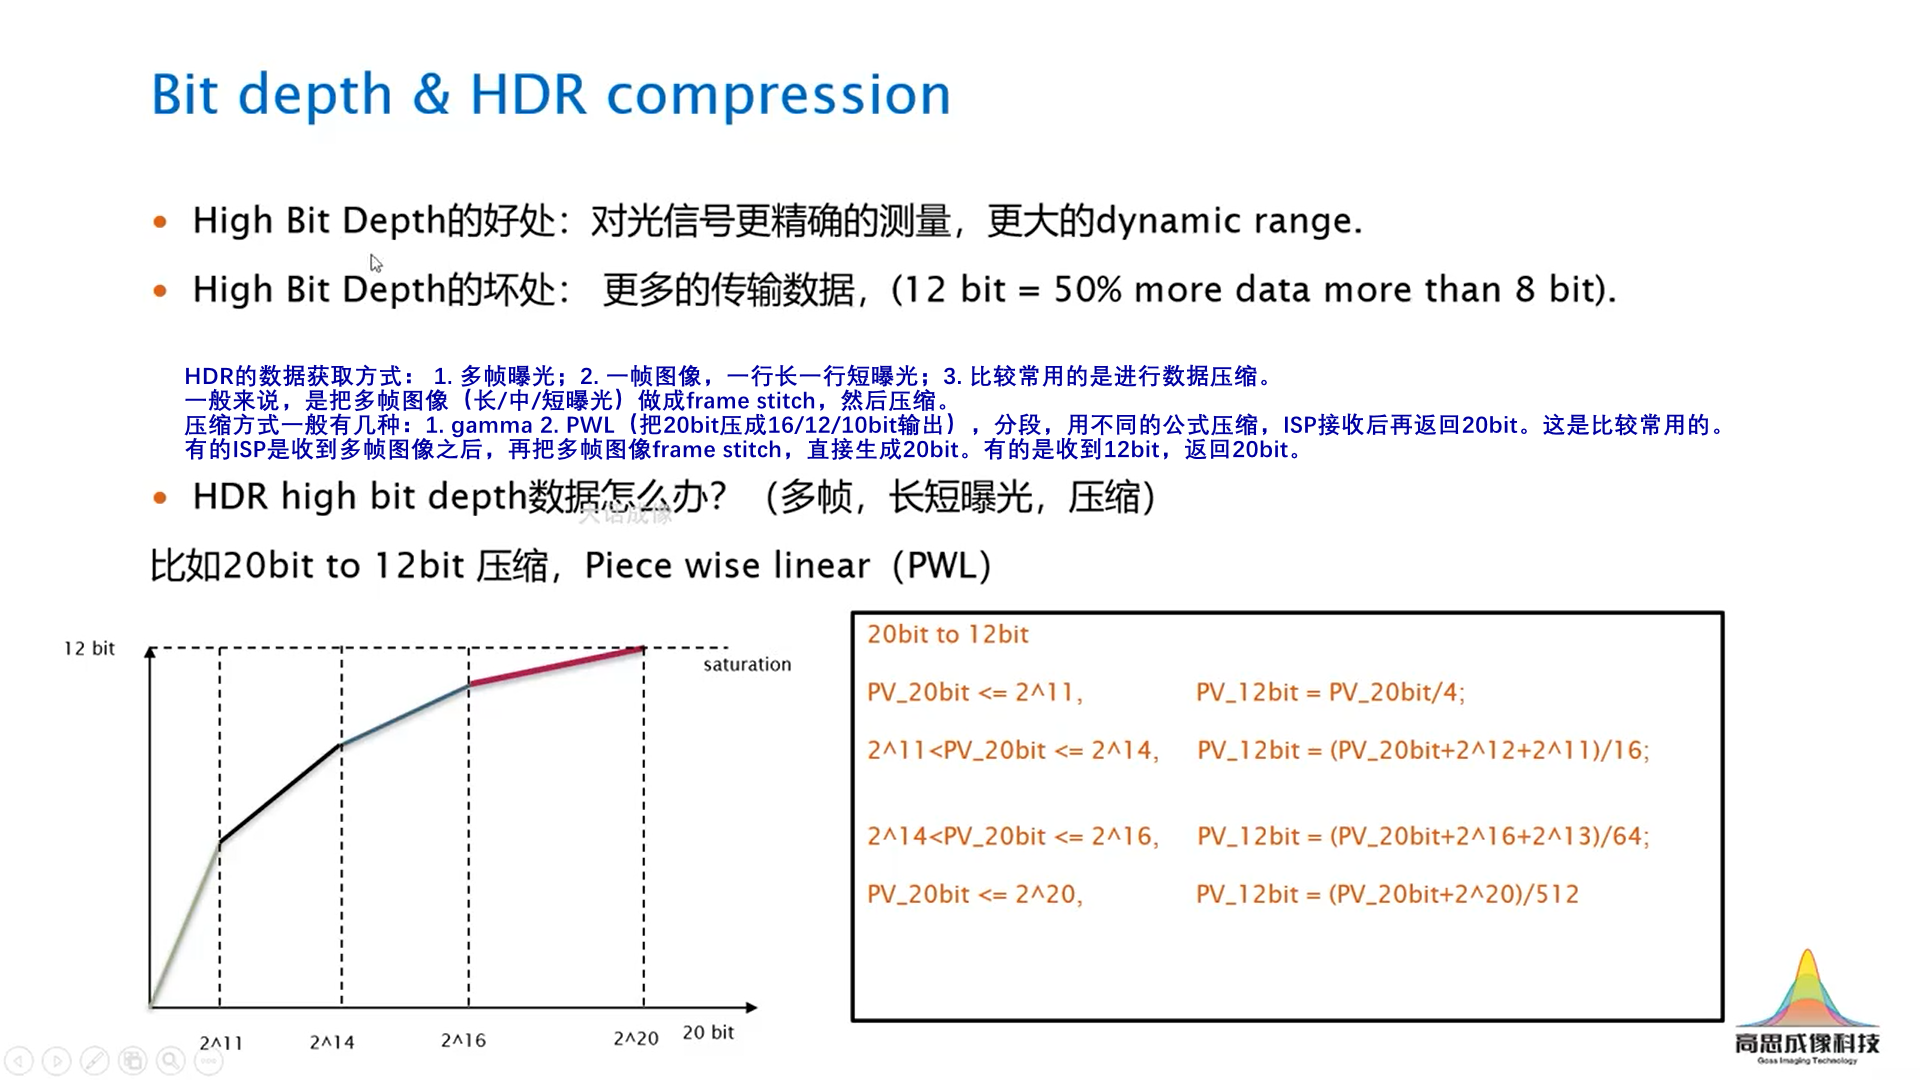 Bit depth & HDR compression
High Bit Depth的好处：对光信号更精确的测量，更大的dynamic range.
High Bit Depth的坏处： 更多的传输数据，(12 bit = 50% more data more than 8 bit).
HDR的数据获取方式： 1. 多帧曝光；2. 一帧图像，一行长一行短曝光；3. 比较常用的是进行数据压缩。
一般来说，是把多帧图像（长/中/短曝光）做成frame stitch，然后压缩。
压缩方式一般有几种：1. gamma 2. PWL（把20bit压成16/12/10bit输出），分段，用不同的公式压缩，ISP接收后再返回20bit。这是比较常用的。
有的ISP是收到多帧图像之后，再把多帧图像frame stitch，直接生成20bit。有的是收到12bit，返回20bit。
HDR high bit depth数据怎么办？（多帧，长短曝光，压缩）
大话成像
比如20bit to 12bit 压缩，Piece wise linear（PWL）
12 bit
saturation
2^11
2^14
2^16
2^20
20 bit
20bit to 12bit
PV_20bit <= 2^11, PV_12bit = PV_20bit/4;
2^11<PV_20bit <= 2^14, PV_12bit = (PV_20bit+2^12+2^11)/16;
2^14<PV_20bit <= 2^16, PV_12bit = (PV_20bit+2^16+2^13)/64;
PV_20bit <= 2^20, PV_12bit = (PV_20bit+2^20)/512
高思成像科技
Goss Imaging Technology